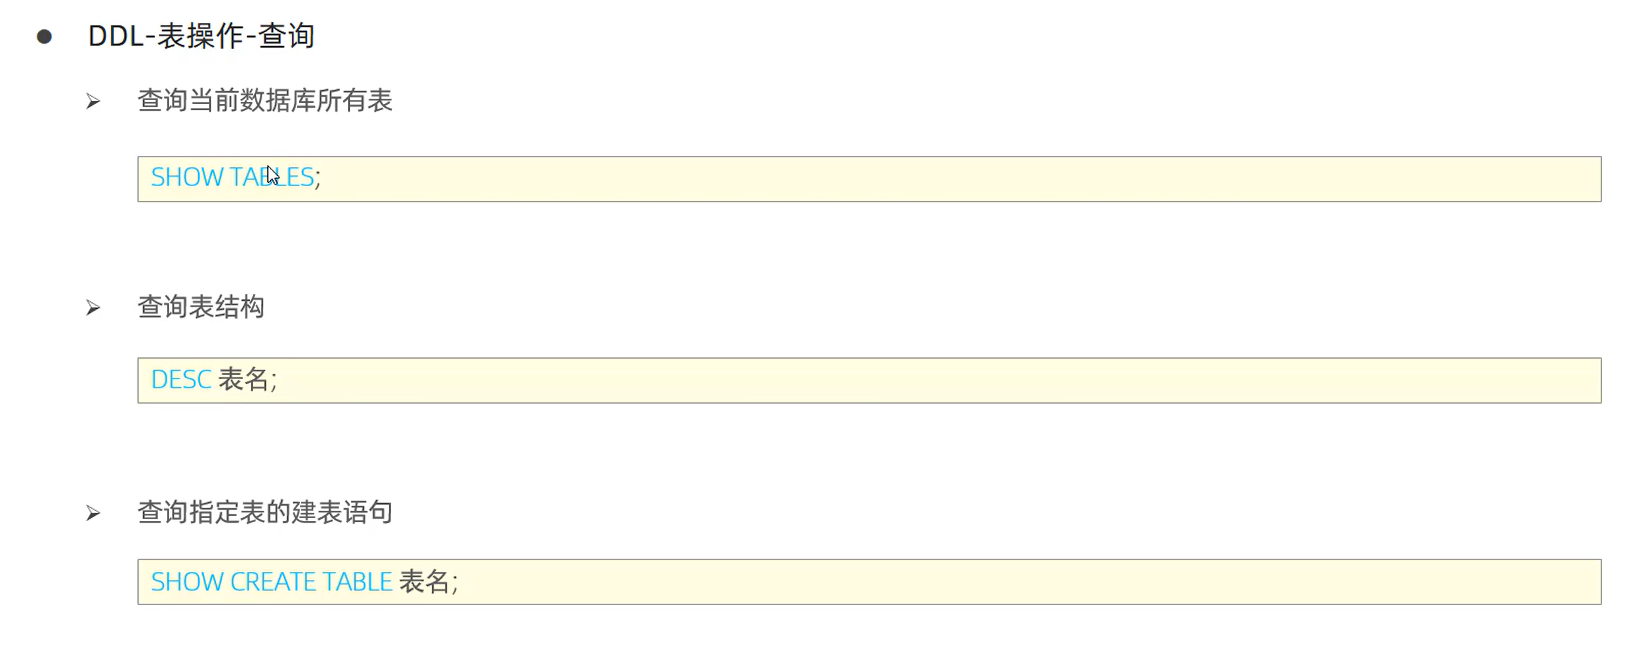 DDL-表操作-查询
查询当前数据库所有表
SHOW TABLES;
查询表结构
DESC 表名;
查询指定表的建表语句
SHOW CREATE TABLE 表名;